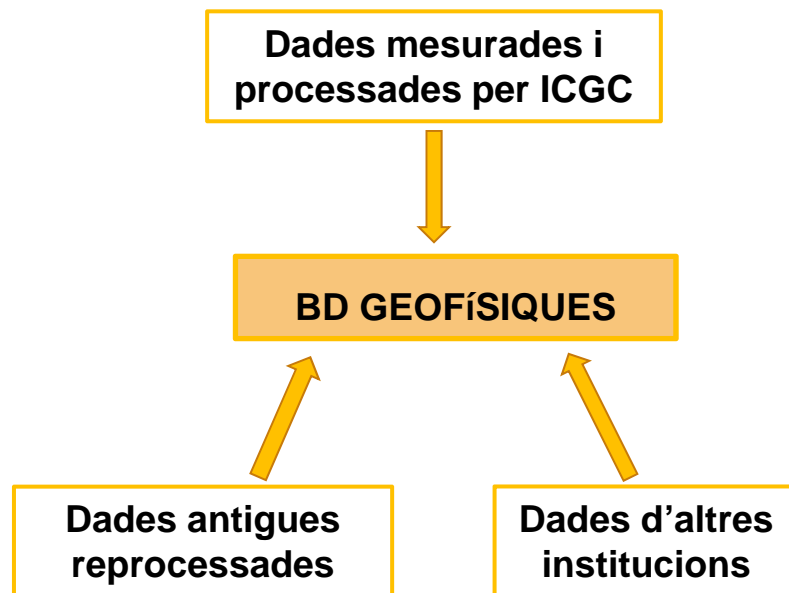 Dades mesurades i
processades per ICGC
BD GEOFíSIQUES
Dades antigues
reprocessades
Dades d’altres
institucions